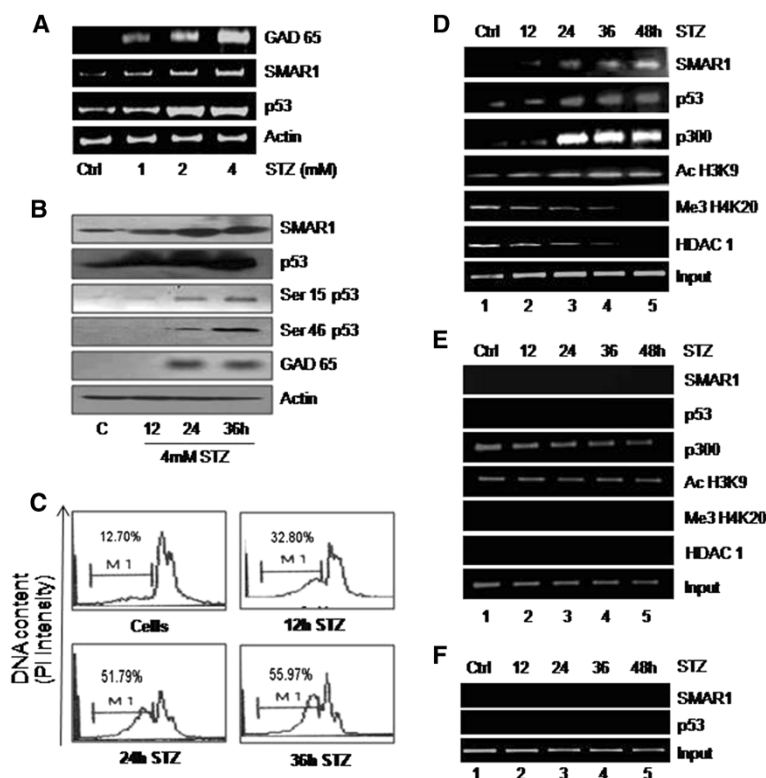 A
GAD 65
SMAR1
p53
Actin
Ctrl 1 2 4 STZ (mM)
B
SMAR1
p53
Ser 15 p53
Ser 46 p53
GAD 65
Actin
C 12 24 36h
4mM STZ
C
DNA content
(PI Intensity)
12.70%
M 1
Cells
32.80%
M 1
12h STZ
51.79%
M 1
24h STZ
55.97%
M 1
36h STZ
D
Ctrl 12 24 36 48h STZ
SMAR1
p53
p300
Ac H3K9
Me3 H4K20
HDAC 1
Input
1 2 3 4 5
E
Ctrl 12 24 36 48h STZ
SMAR1
p53
p300
Ac H3K9
Me3 H4K20
HDAC 1
Input
1 2 3 4 5
F
Ctrl 12 24 36 48h STZ
SMAR1
p53
Input
1 2 3 4 5